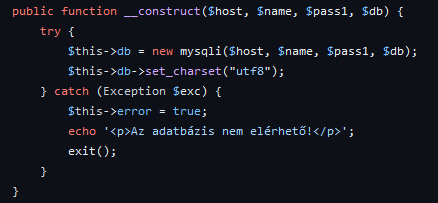 public function __construct($host, $name, $pass1, $db) {
try {
$this->db = new mysqli($host, $name, $pass1, $db);
$this->db->set_charset("utf8");
} catch (Exception $exc) {
$this->error = true;
echo '<p>Az adatbázis nem elérhető!</p>';
exit();
}
}